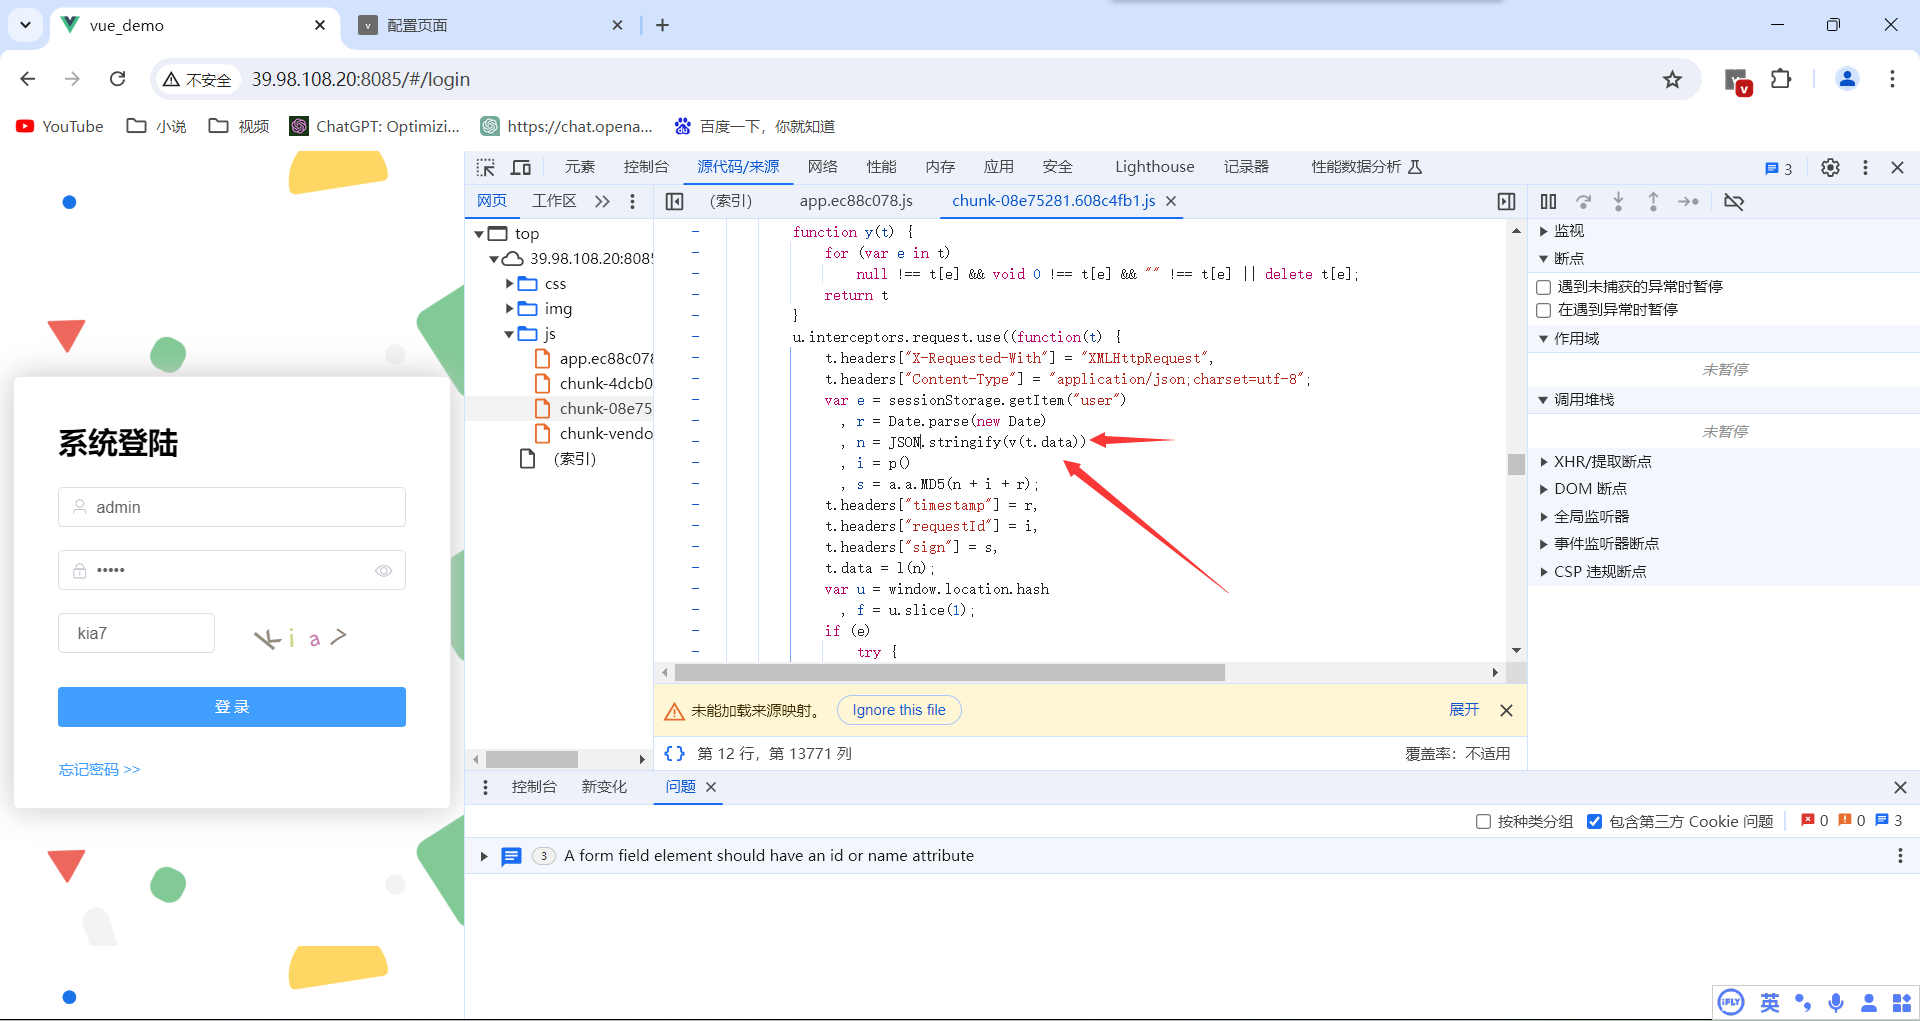 vue_demo
配置页面
不安全 39.98.108.20:8085/#/login
YouTube 小说 视频 ChatGPT: Optimizi... https://chat.opena... 百度一下，你就知道
元素 控制台 源代码/来源 网络 性能 内存 应用 安全 Lighthouse 记录器 性能数据分析 3
网页 工作区 (索引) app.ec88c078.js chunk-08e75281.608c4fb1.js
top
39.98.108.20:8085
css
img
js
app.ec88c078
chunk-4dcb0
chunk-08e75
chunk-vendo
(索引)
function y(t) {
for (var e in t)
null !== t[e] && void 0 !== t[e] && "" !== t[e] || delete t[e];
return t
}
u.interceptors.request.use((function(t) {
t.headers["X-Requested-With"] = "XMLHttpRequest",
t.headers["Content-Type"] = "application/json;charset=utf-8";
var e = sessionStorage.getItem("user")
, r = Date.parse(new Date)
, n = JSON.stringify(v(t.data))
, i = p()
, s = a.a.MD5(n + i + r);
t.headers["timestamp"] = r,
t.headers["requestId"] = i,
t.headers["sign"] = s,
t.data = l(n);
var u = window.location.hash
, f = u.slice(1);
if (e)
try {
未能加载来源映射。 Ignore this file 展开
{} 第 12 行，第 13771 列 覆盖率：不适用
监视
断点
遇到未捕获的异常时暂停
在遇到异常时暂停
作用域
未暂停
调用堆栈
未暂停
XHR/提取断点
DOM 断点
全局监听器
事件监听器断点
CSP 违规断点
系统登陆
admin
•••••
kia7
k i a 7
登 录
忘记密码 >>
控制台 新变化 问题
按种类分组 包含第三方 Cookie 问题 0 0 3
3 A form field element should have an id or name attribute
iFLY 英